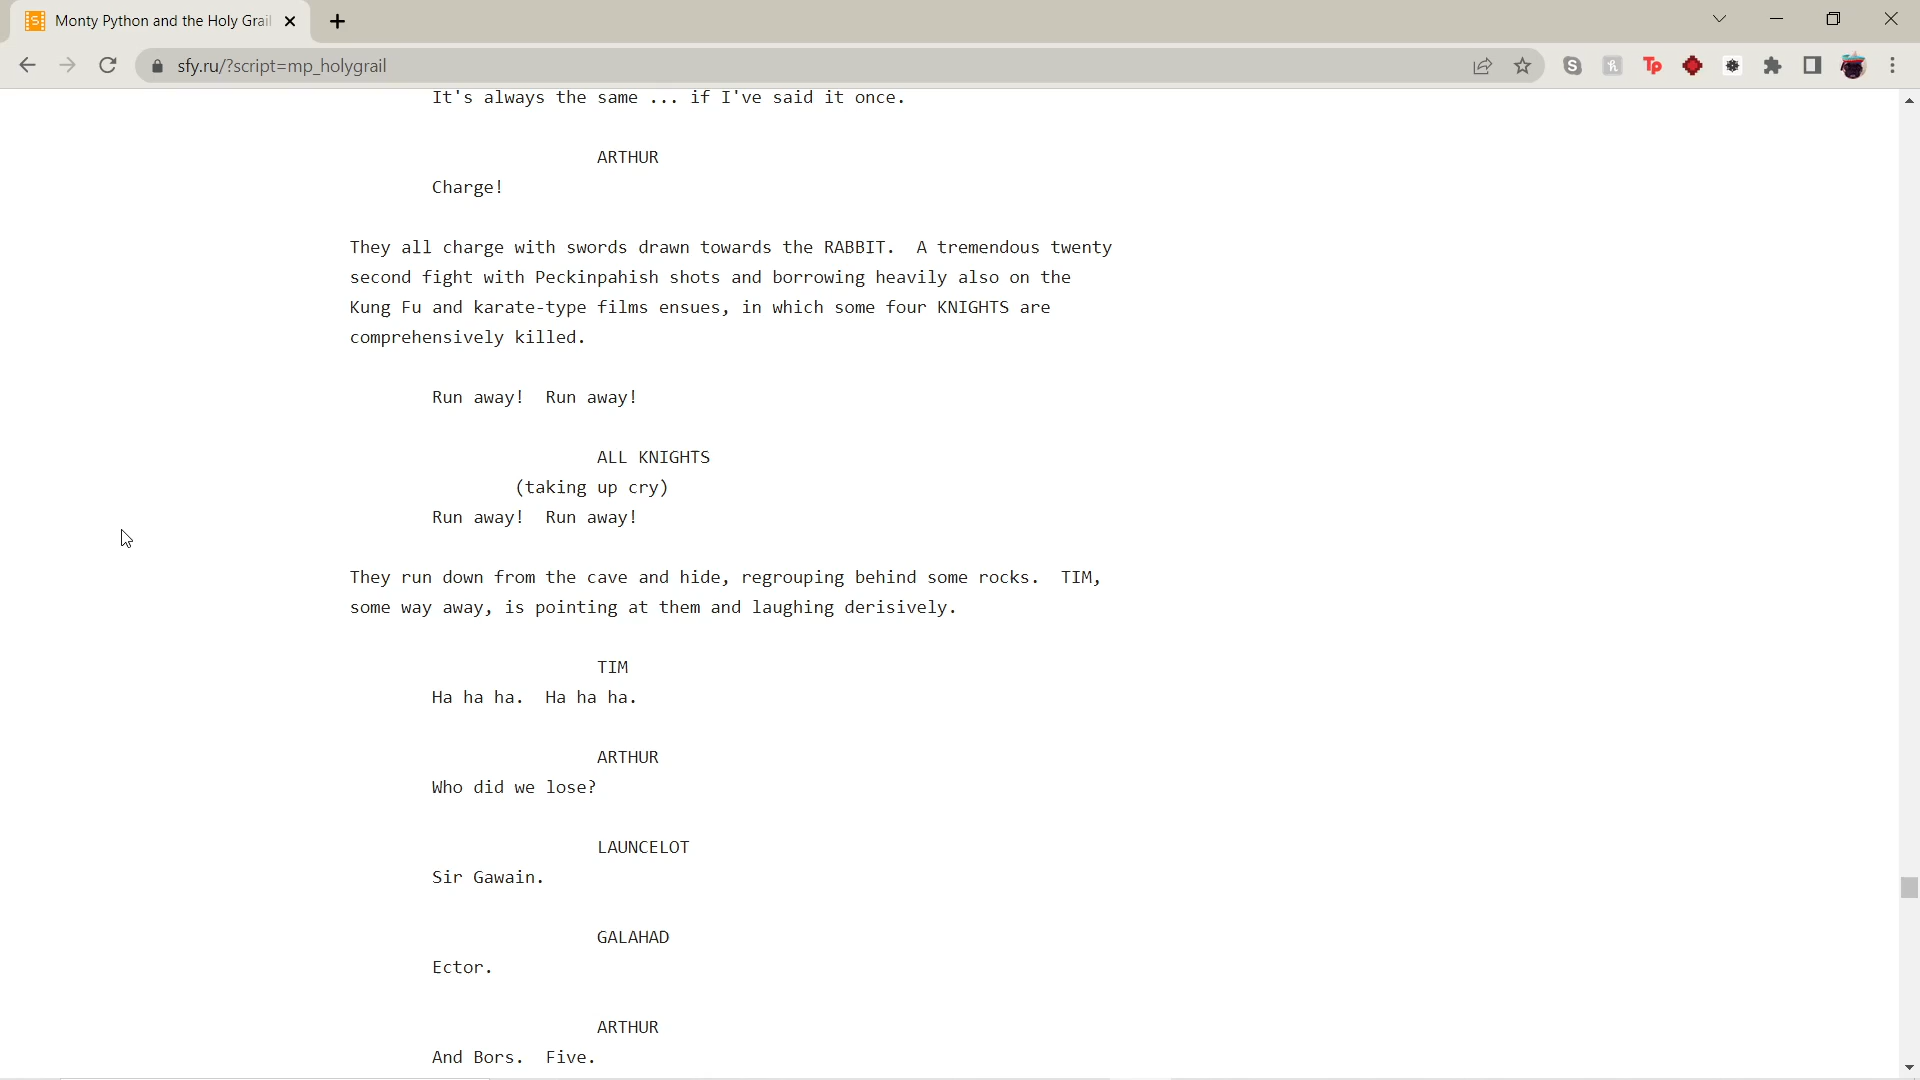 Monty Python and the Holy Grail
sfy.ru/?script=mp_holygrail
It's always the same ... if I've said it once.
ARTHUR
Charge!
They all charge with swords drawn towards the RABBIT.  A tremendous twenty
second fight with Peckinpahish shots and borrowing heavily also on the
Kung Fu and karate-type films ensues, in which some four KNIGHTS are
comprehensively killed.
Run away!  Run away!
ALL KNIGHTS
(taking up cry)
Run away!  Run away!
They run down from the cave and hide, regrouping behind some rocks.  TIM,
some way away, is pointing at them and laughing derisively.
TIM
Ha ha ha.  Ha ha ha.
ARTHUR
Who did we lose?
LAUNCELOT
Sir Gawain.
GALAHAD
Ector.
ARTHUR
And Bors.  Five.